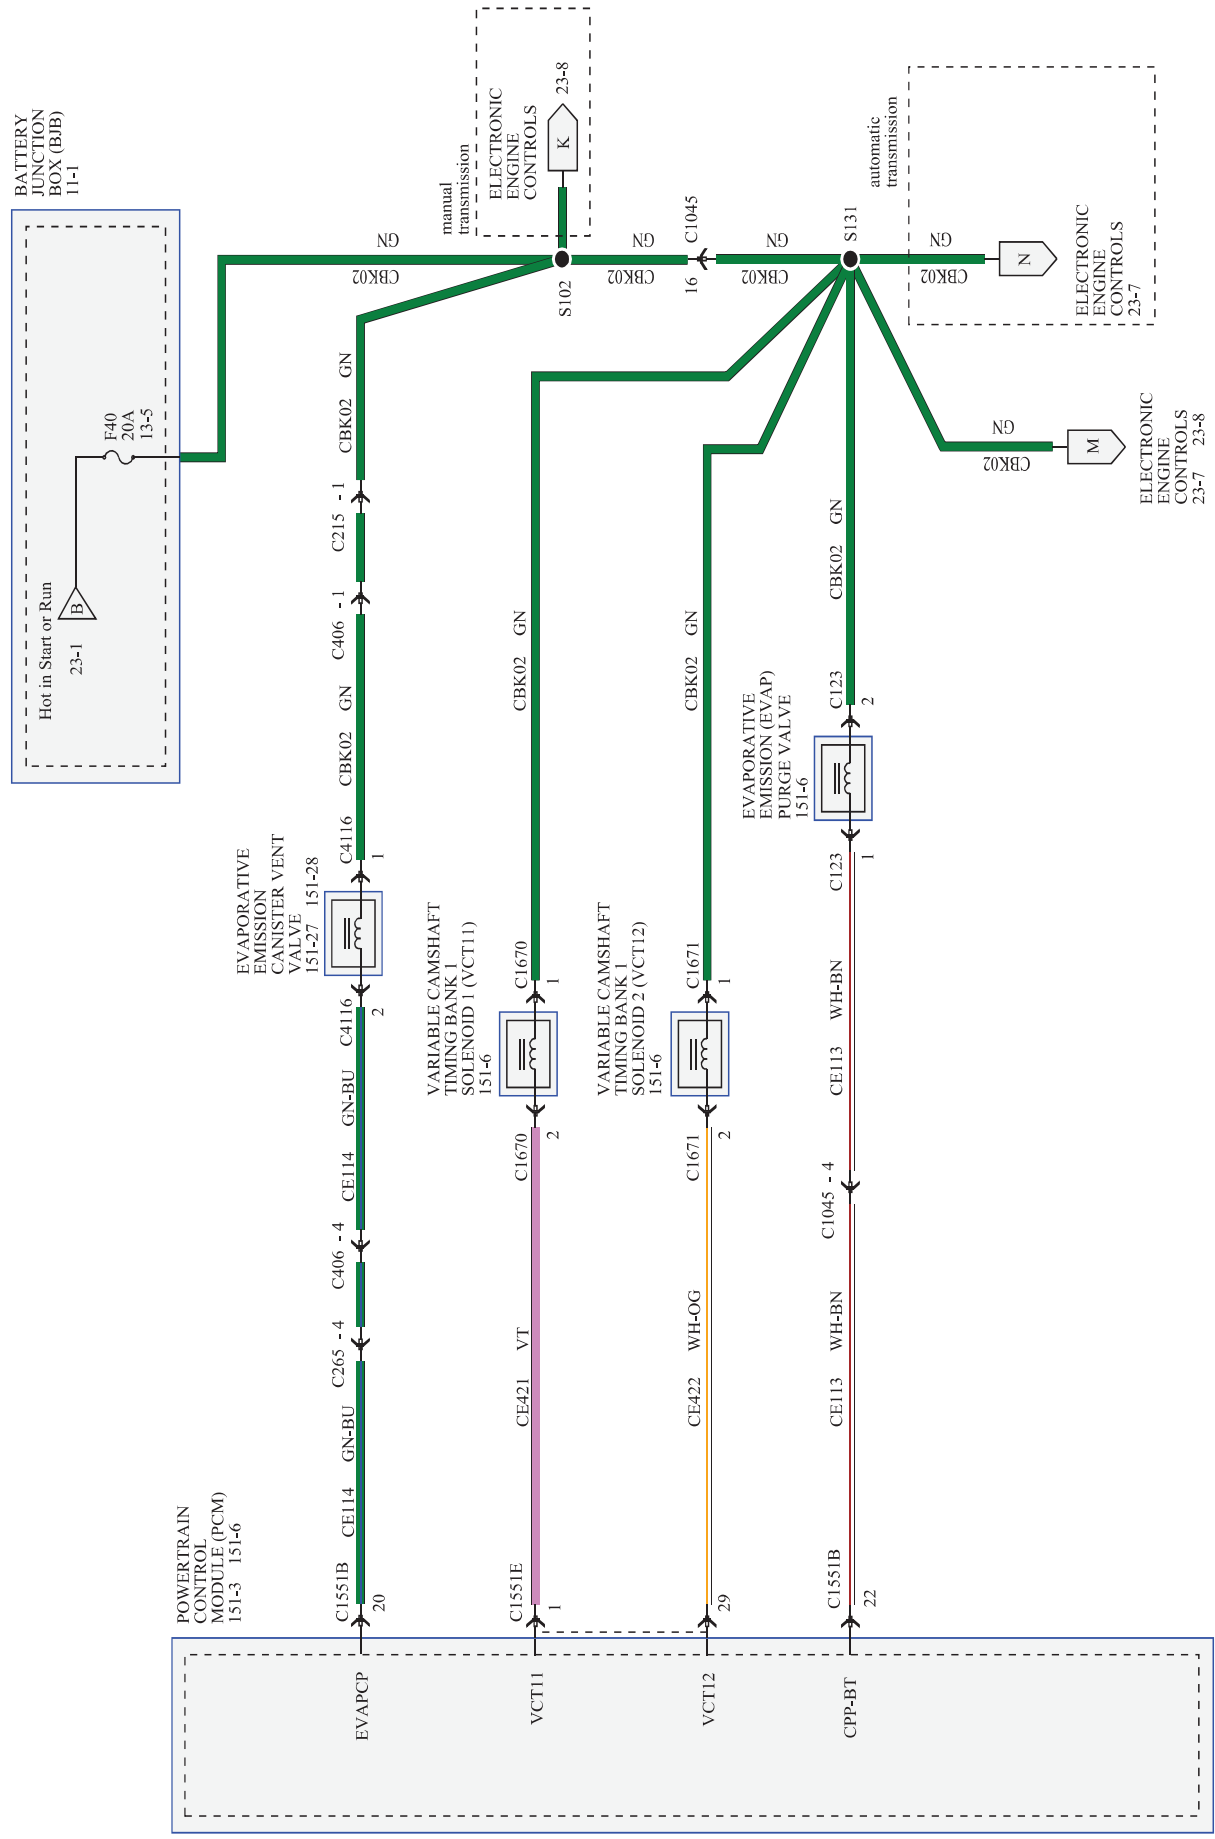 BATTERY
JUNCTION
BOX (BJB)
11-1
Hot in Start or Run
B
23-1
F40
20A
13-5
GN
CBK02
manual
transmission
ELECTRONIC
ENGINE
CONTROLS
K
23-8
S102
GN
CBK02
C1045
16
GN
CBK02
S131
automatic
transmission
GN
CBK02
N
ELECTRONIC
ENGINE
CONTROLS
23-7
GN
CBK02
M
ELECTRONIC
ENGINE
CONTROLS
23-7 23-8
POWERTRAIN
CONTROL
MODULE (PCM)
151-3 151-6
EVAPCP
C1551B
20
CE114 GN-BU
C265 - 4
C406 - 4
CE114 GN-BU
C4116
2
EVAPORATIVE
EMISSION
CANISTER VENT
VALVE
151-27 151-28
C4116
1
CBK02 GN
C406 - 1
C215 - 1
CBK02 GN
VCT11
C1551E
1
CE421 VT
C1670
2
VARIABLE CAMSHAFT
TIMING BANK 1
SOLENOID 1 (VCT11)
151-6
C1670
1
CBK02 GN
VCT12
29
CE422 WH-OG
C1671
2
VARIABLE CAMSHAFT
TIMING BANK 1
SOLENOID 2 (VCT12)
151-6
C1671
1
CBK02 GN
CPP-BT
C1551B
22
CE113 WH-BN
C1045 - 4
CE113 WH-BN
C123
1
EVAPORATIVE
EMISSION (EVAP)
PURGE VALVE
151-6
C123
2
CBK02 GN